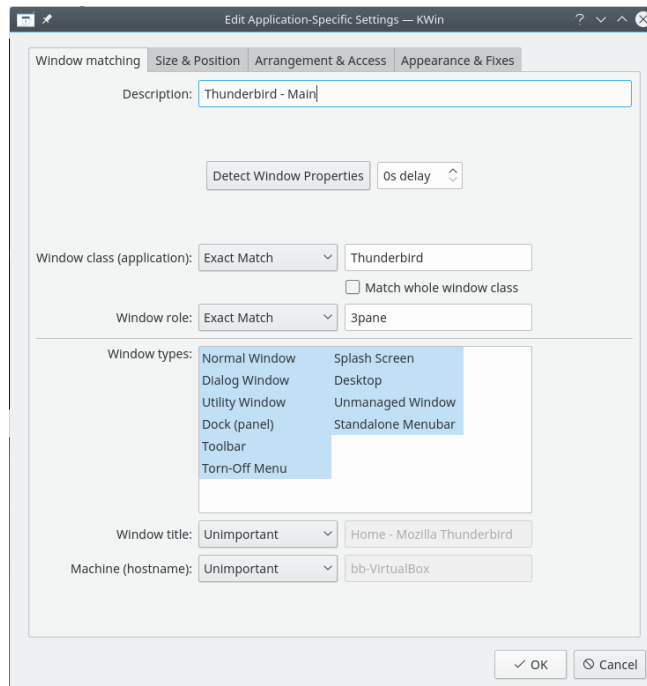 Edit Application-Specific Settings — KWin
Window matching Size & Position Arrangement & Access Appearance & Fixes
Description: Thunderbird - Main
Detect Window Properties 0s delay
Window class (application): Exact Match Thunderbird
Match whole window class
Window role: Exact Match 3pane
Window types: Normal Window Splash Screen
Dialog Window Desktop
Utility Window Unmanaged Window
Dock (panel) Standalone Menubar
Toolbar
Torn-Off Menu
Window title: Unimportant Home - Mozilla Thunderbird
Machine (hostname): Unimportant bb-VirtualBox
OK Cancel